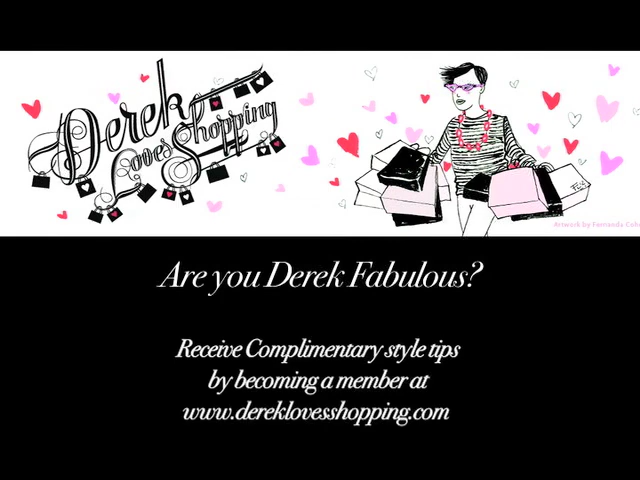 Derek
Loves Shopping
Artwork by Fernanda Cohen
Are you Derek Fabulous?
Receive Complimentary style tips
by becoming a member at
www.dereklovesshopping.com